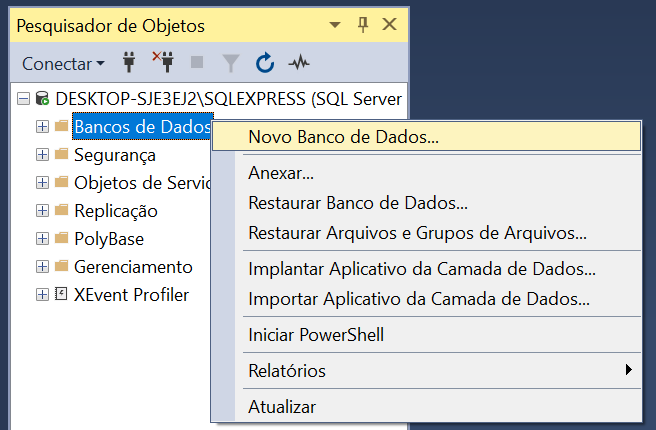 Pesquisador de Objetos
Conectar
DESKTOP-SJE3EJ2\SQLEXPRESS (SQL Server
Bancos de Dados
Segurança
Objetos de Servic
Replicação
PolyBase
Gerenciamento
XEvent Profiler
Novo Banco de Dados...
Anexar...
Restaurar Banco de Dados...
Restaurar Arquivos e Grupos de Arquivos...
Implantar Aplicativo da Camada de Dados...
Importar Aplicativo da Camada de Dados...
Iniciar PowerShell
Relatórios
Atualizar